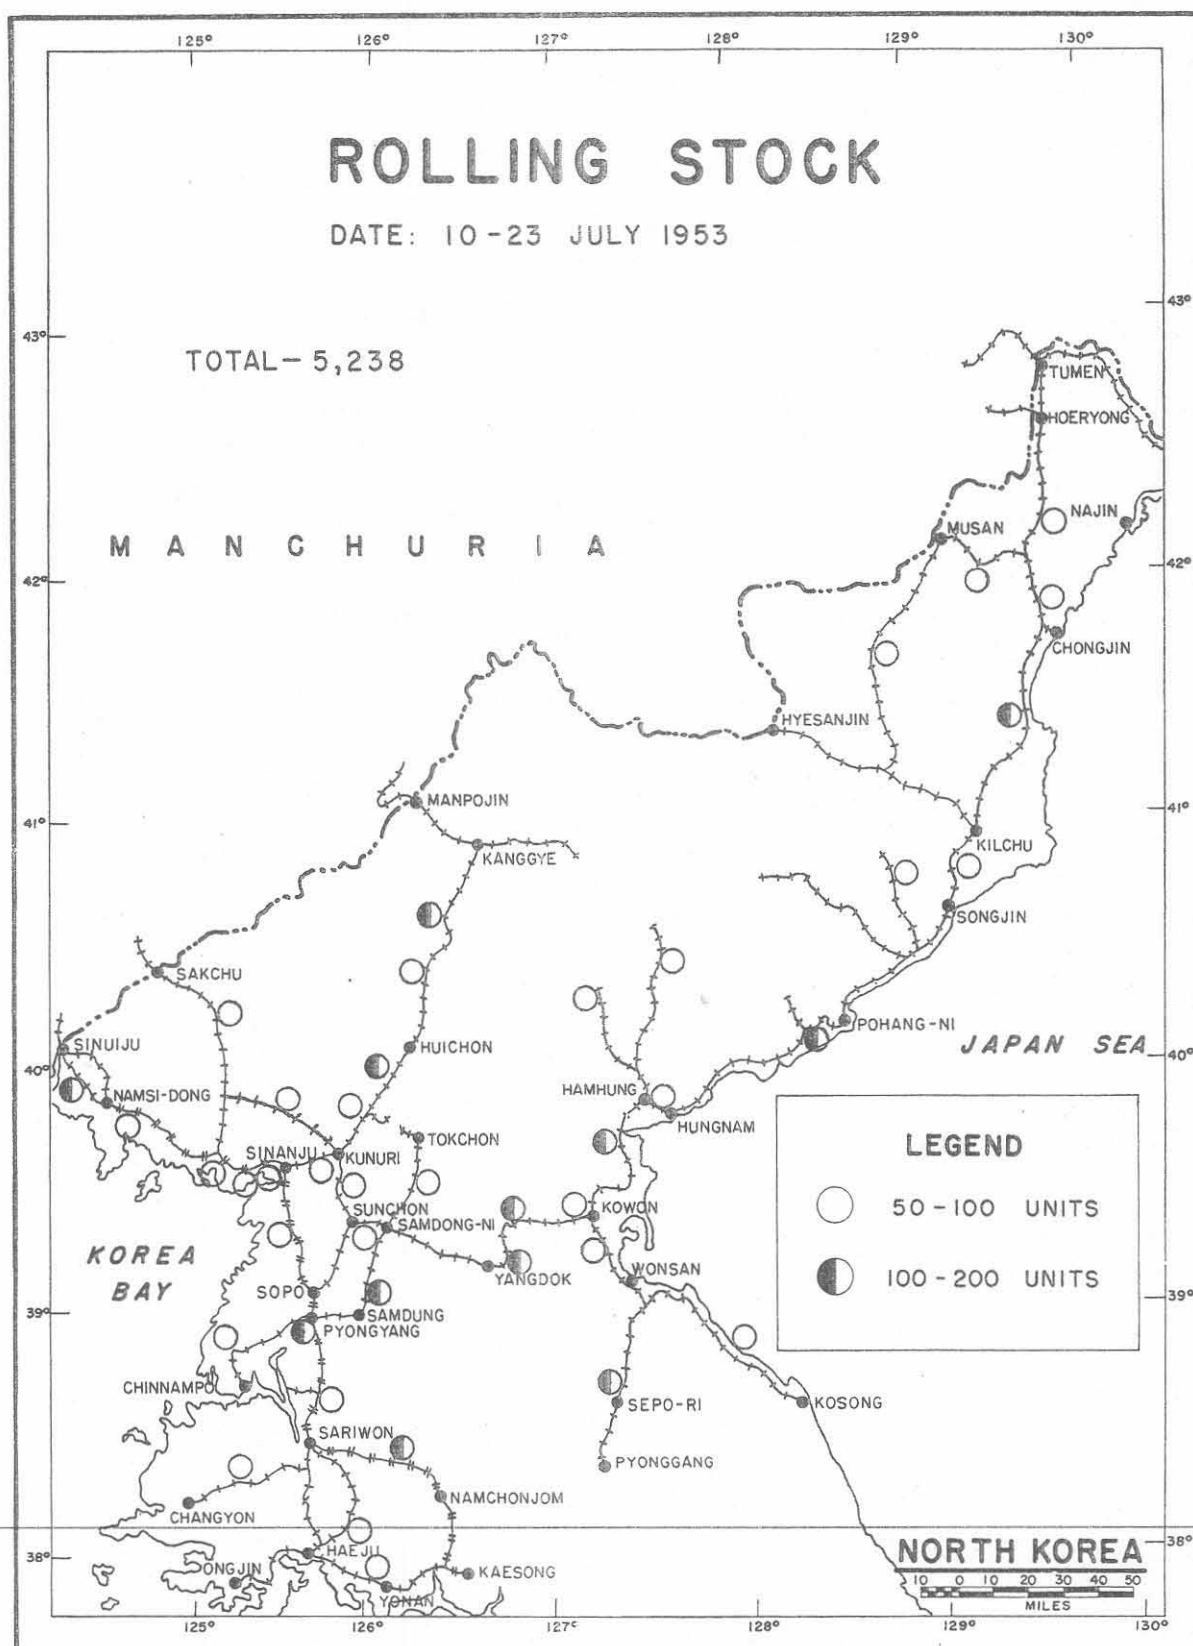 125° 126° 127° 128° 129° 130°
ROLLING STOCK
DATE: 10-23 JULY 1953
43°
43°
TOTAL-5,238
TUMEN
HOERYONG
NAJIN
MUSAN
MANCHURIA
42°
42°
CHONGJIN
HYESANJIN
MANPOJIN
41°
41°
KILCHU
KANGGYE
SONGJIN
SAKCHU
POHANG-NI
SINUIJU
HUICHON
JAPAN SEA
40°
40°
NAMSI-DONG
HAMHUNG
HUNGNAM
TOKCHON
SINANJU
KUNURI
LEGEND
50-100 UNITS
100-200 UNITS
SUNCHON
SAMDONG-NI
KOWON
KOREA
BAY
YANGDOK
WONSAN
SOPO
39°
39°
SAMDUNG
PYONGYANG
CHINNAMPO
SEPO-RI
KOSONG
SARIWON
PYONGGANG
NAMCHONJOM
CHANGYON
38°
38°
HAEJU
NORTH KOREA
ONGJIN
KAESONG
YONAN
10 0 10 20 30 40 50
MILES
125° 126° 127° 128° 129° 130°